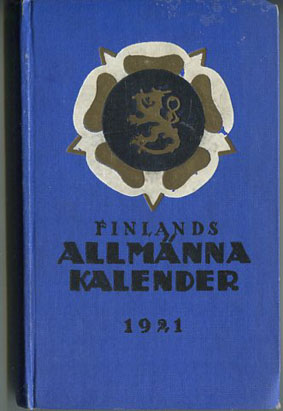 FINLANDS
ALLMÄNNA
KALENDER
1921